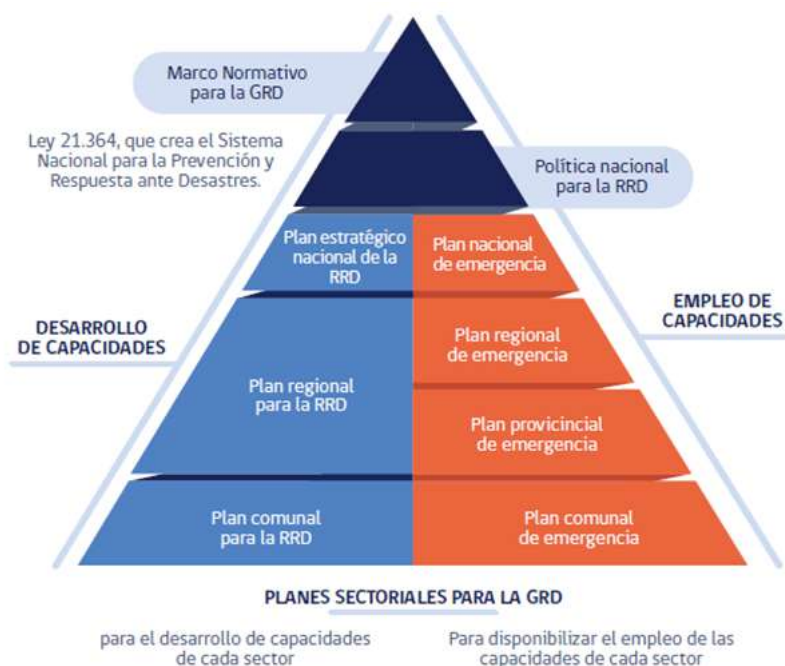 Marco Normativo
para la GRD
Ley 21.364, que crea el Sistema
Nacional para la Prevención y
Respuesta ante Desastres.
Política nacional
para la RRD
Plan estratégico
nacional de la
RRD
Plan nacional
de emergencia
DESARROLLO
DE CAPACIDADES
EMPLEO DE
CAPACIDADES
Plan regional
para la RRD
Plan regional
de emergencia
Plan provicincial
de emergencia
Plan comunal
para la RRD
Plan comunal
de emergencia
PLANES SECTORIALES PARA LA GRD
para el desarrollo de capacidades
de cada sector
Para disponibilizar el empleo de las
capacidades de cada sector